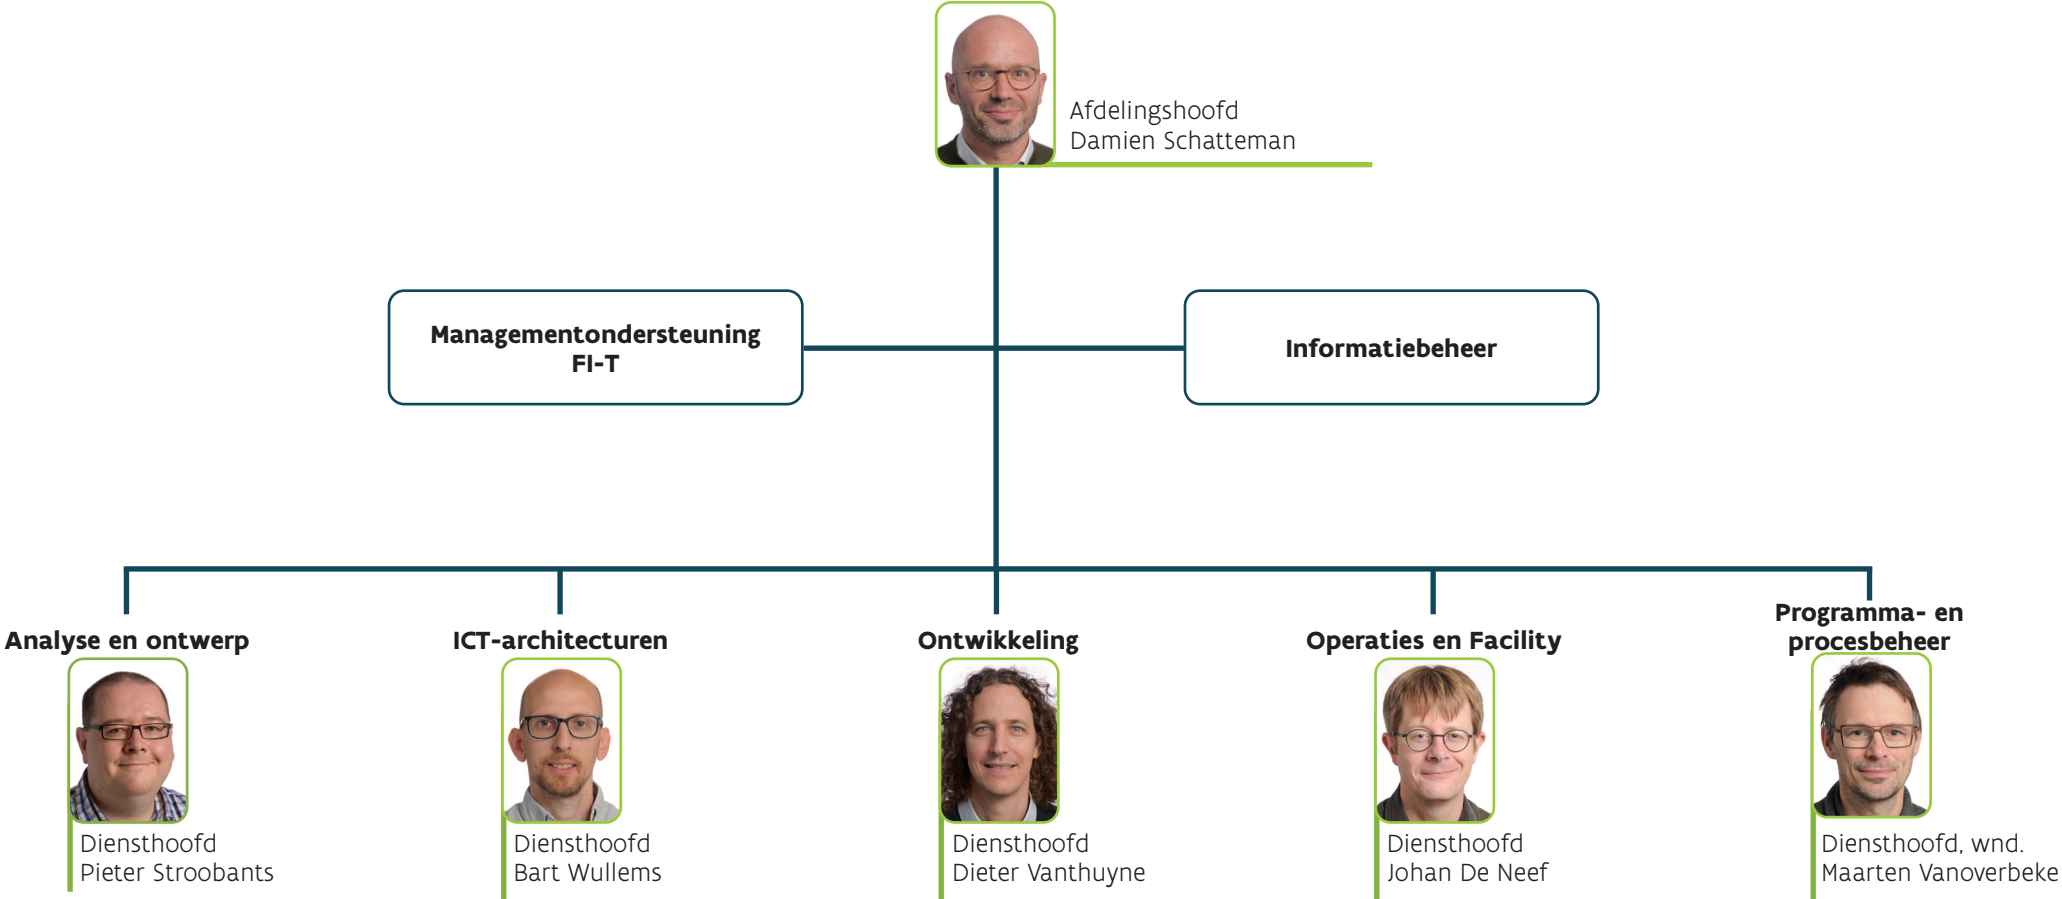 Afdelingshoofd
Damien Schatteman
Managementondersteuning
FI-T
Informatiebeheer
Analyse en ontwerp
Diensthoofd
Pieter Stroobants
ICT-architecturen
Diensthoofd
Bart Wullems
Ontwikkeling
Diensthoofd
Dieter Vanthuyne
Operaties en Facility
Diensthoofd
Johan De Neef
Programma- en
procesbeheer
Diensthoofd, wnd.
Maarten Vanoverbeke